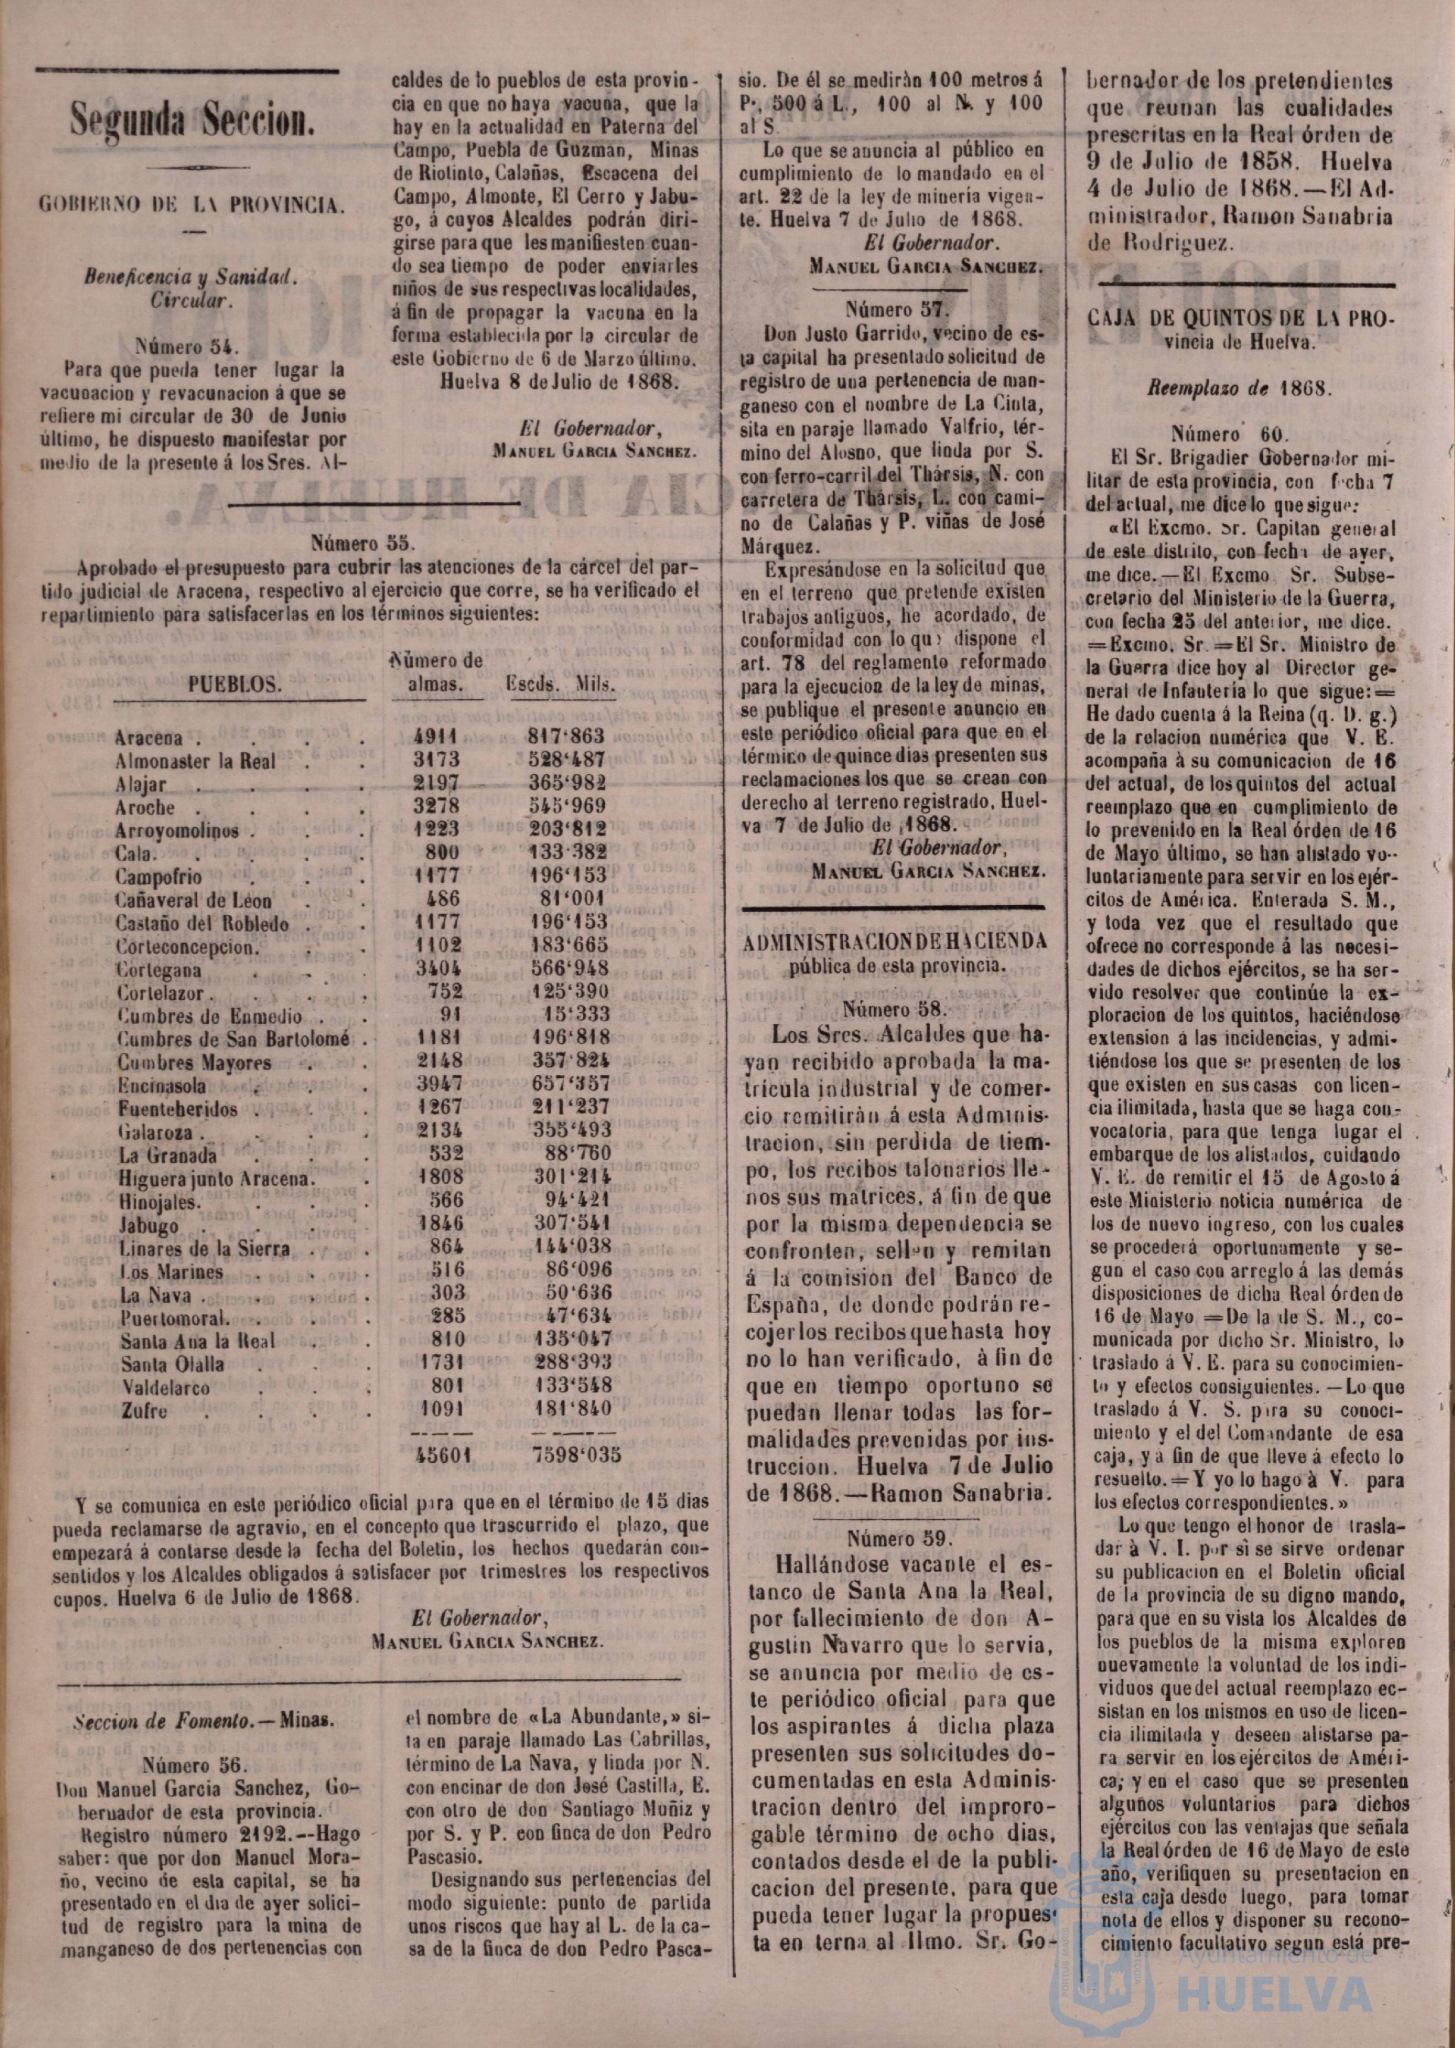 Segunda Seccion.
GOBIERNO DE LA PROVINCIA.
Beneficencia y Sanidad.
Circular.
Número 54.
Para que pueda tener lugar la
vacunacion y revacunacion á que se
refiere mi circular de 30 de Junio
último, he dispuesto manifestar por
medio de la presente á los Sres. Al-
caldes de lo pueblos de esta provin-
cia en que no haya vacuna, que la
hay en la actualidad en Paterna del
Campo, Puebla de Guzman, Minas
de Riotinto, Calañas, Escacena del
Campo, Almonte, El Cerro y Jabu-
go, á cuyos Alcaldes podrán diri-
girse para que les manifiesten cuan-
do sea tiempo de poder enviarles
niños de sus respectivas localidades,
á fin de propagar la vacuna en la
forma establecida por la circular de
este Gobierno de 6 de Marzo último.
Huelva 8 de Julio de 1868.
El Gobernador,
MANUEL GARCIA SANCHEZ.
Número 55.
Aprobado el presupuesto para cubrir las atenciones de la cárcel del par-
tido judicial de Aracena, respectivo al ejercicio que corre, se ha verificado el
repartimiento para satisfacerlas en los términos siguientes:
PUEBLOS. Número de almas. Escds. Mils.
Aracena . . . . 4911 817‘863
Almonaster la Real . . 3173 528‘487
Alajar . . . . 2197 365‘982
Aroche . . . . 3278 545‘969
Arroyomolinos . . . 1223 203‘812
Cala. . . . . 800 133‘382
Campofrio . . . 1177 196‘153
Cañaveral de Leon . . 486 81‘001
Castaño del Robledo . . 1177 196‘153
Corteconcepcion. . . 1102 183‘665
Cortegana . . . 3404 566‘948
Cortelazor . . . . 752 125‘390
Cumbres de Enmedio . . 91 15‘333
Cumbres de San Bartolomé . 1181 196‘818
Cumbres Mayores . . 2148 357‘824
Encinasola . . . 3947 657‘357
Fuenteheridos . . . 1267 211‘237
Galaroza . . . . 2134 355‘493
La Granada . . . 532 88‘760
Higuera junto Aracena. . 1808 301‘214
Hinojales. . . . 566 94‘421
Jabugo . . . . 1846 307‘541
Linares de la Sierra . . 864 144‘038
Los Marines . . . 516 86‘096
La Nava . . . . 303 50‘636
Puertomoral. . . . 285 47‘634
Santa Ana la Real . . 810 135‘047
Santa Olalla . . . 1731 288‘393
Valdelarco . . . 801 133‘548
Zufre . . . . 1091 181‘840
45601 7598‘035
Y se comunica en este periódico oficial para que en el término de 15 dias
pueda reclamarse de agravio, en el concepto que trascurrido el plazo, que
empezará á contarse desde la fecha del Boletin, los hechos quedarán con-
sentidos y los Alcaldes obligados á satisfacer por trimestres los respectivos
cupos. Huelva 6 de Julio de 1868.
El Gobernador,
MANUEL GARCIA SANCHEZ.
Seccion de Fomento.—Minas.
Número 56.
Don Manuel Garcia Sanchez, Go-
bernador de esta provincia.
Registro número 2192.--Hago
saber: que por don Manuel Mora-
ño, vecino de esta capital, se ha
presentado en el dia de ayer solici-
tud de registro para la mina de
manganeso de dos pertenencias con
el nombre de «La Abundante,» si-
ta en paraje llamado Las Cabrillas,
término de La Nava, y linda por N.
con encinar de don José Castilla, E.
con otro de don Santiago Muñiz y
por S. y P. con finca de don Pedro
Pascasio.
Designando sus pertenencias del
modo siguiente: punto de partida
unos riscos que hay al L. de la ca-
sa de la finca de don Pedro Pasca-
sio. De él se medirán 100 metros á
P., 500 á L., 100 al N. y 100
al S.
Lo que se anuncia al público en
cumplimiento de lo mandado en el
art. 22 de la ley de minería vigen-
te. Huelva 7 de Julio de 1868.
El Gobernador.
MANUEL GARCIA SANCHEZ.
Número 57.
Don Justo Garrido, vecino de es-
ta capital ha presentado solicitud de
registro de una pertenencia de man-
ganeso con el nombre de La Cinta,
sita en paraje llamado Valfrio, tér-
mino del Alosno, que linda por S.
con ferro-carril del Thársis, N. con
carretera de Thársis, L. con cami-
no de Calañas y P. viñas de José
Márquez.
Expresándose en la solicitud que
en el terreno que pretende existen
trabajos antiguos, he acordado, de
conformidad con lo que dispone el
art. 78 del reglamento reformado
para la ejecucion de la ley de minas,
se publique el presente anuncio en
este periódico oficial para que en el
término de quince dias presenten sus
reclamaciones los que se crean con
derecho al terreno registrado. Huel-
va 7 de Julio de 1868.
El Gobernador,
MANUEL GARCIA SANCHEZ.
ADMINISTRACION DE HACIENDA
pública de esta provincia.
Número 58.
Los Sres. Alcaldes que ha-
yan recibido aprobada la ma-
trícula industrial y de comer-
cio remitirán á esta Adminis-
tracion, sin perdida de tiem-
po, los recibos talonarios lle-
nos sus matrices, á fin de que
por la misma dependencia se
confronten, sellen y remitan
á la comision del Banco de
España, de donde podrán re-
cojer los recibos que hasta hoy
no lo han verificado, á fin de
que en tiempo oportuno se
puedan llenar todas las for-
malidades prevenidas por ins-
truccion. Huelva 7 de Julio
de 1868.—Ramon Sanabria.
Número 59.
Hallándose vacante el es-
tanco de Santa Ana la Real,
por fallecimiento de don A-
gustin Navarro que lo servia,
se anuncia por medio de es-
te periódico oficial para que
los aspirantes á dicha plaza
presenten sus solicitudes do-
cumentadas en esta Adminis-
tracion dentro del improro-
gable término de ocho dias,
contados desde el de la publi-
cacion del presente, para que
pueda tener lugar la propues-
ta en terna al Ilmo. Sr. Go-
bernador de los pretendientes
que reunan las cualidades
prescritas en la Real órden de
9 de Julio de 1858. Huelva
4 de Julio de 1868.—El Ad-
ministrador, Ramon Sanabria
de Rodriguez.
CAJA DE QUINTOS DE LA PRO-
vincia de Huelva.
Reemplazo de 1868.
Número 60.
El Sr. Brigadier Gobernador mi-
litar de esta provincia, con fecha 7
del actual, me dice lo que sigue:
«El Excmo. Sr. Capitan general
de este distrito, con fecha de ayer,
me dice.—El Excmo Sr. Subse-
cretario del Ministerio de la Guerra,
con fecha 25 del anterior, me dice.
=Excmo. Sr.=El Sr. Ministro de
la Guerra dice hoy al Director ge-
neral de Infanteria lo que sigue:=
He dado cuenta á la Reina (q. D. g.)
de la relacion numérica que V. E.
acompaña à su comunicacion de 16
del actual, de los quintos del actual
reemplazo que en cumplimiento de
lo prevenido en la Real órden de 16
de Mayo último, se han alistado vo-
luntariamente para servir en los ejér-
citos de América. Enterada S. M.,
y toda vez que el resultado que
ofrece no corresponde á las necesi-
dades de dichos ejércitos, se ha ser-
vido resolver que continúe la ex-
ploracion de los quintos, haciéndose
extension á las incidencias, y admi-
tiéndose los que se presenten de los
que existen en sus casas con licen-
cia ilimitada, hasta que se haga con-
vocatoria, para que tenga lugar el
embarque de los alistados, cuidando
V. E. de remitir el 15 de Agosto á
este Ministerio noticia numérica de
los de nuevo ingreso, con los cuales
se procederá oportunamente y se-
gun el caso con arreglo á las demás
disposiciones de dicha Real órden de
16 de Mayo =De la de S. M., co-
municada por dicho Sr. Ministro, lo
traslado á V. E. para su conocimien-
to y efectos consiguientes.—Lo que
traslado á V. S. para su conoci-
miento y el del Comandante de esa
caja, y á fin de que lleve á efecto lo
resuelto.=Y yo lo hago à V. para
los efectos correspondientes.»
Lo que tengo el honor de trasla-
dar à V. I. por si se sirve ordenar
su publicacion en el Boletin oficial
de la provincia de su digno mando,
para que en su vista los Alcaldes de
los pueblos de la misma exploren
nuevamente la voluntad de los indi-
viduos que del actual reemplazo ec-
sistan en los mismos en uso de licen-
cia ilimitada y deseen alistarse pa-
ra servir en los ejércitos de Améri-
ca; y en el caso que se presenten
algunos voluntarios para dichos
ejércitos con las ventajas que señala
la Real órden de 16 de Mayo de este
año, verifiquen su presentacion en
esta caja desde luego, para tomar
nota de ellos y disponer su recono-
cimiento facultativo segun está pre-
Ayuntamiento de
HUELVA